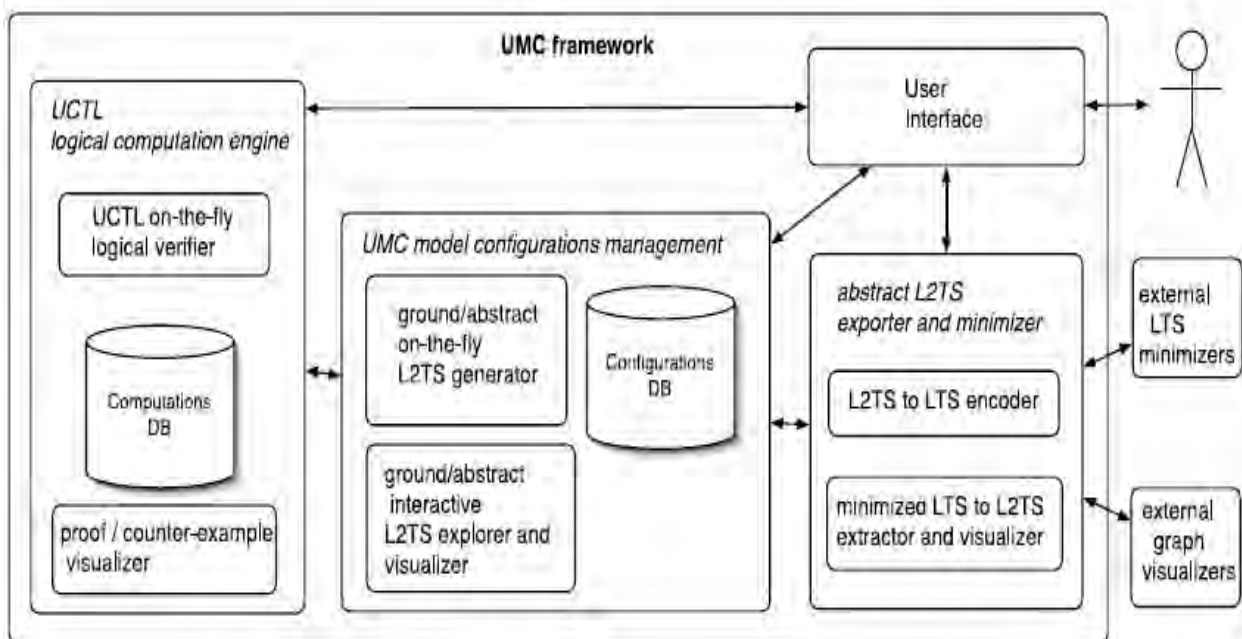 UMC framework
UCTL
logical computation engine
UCTL on-the-fly
logical verifier
Computations
DB
proof / counter-example
visualizer
UMC model configurations management
ground/abstract
on-the-fly
L2TS generator
Configurations
DB
ground/abstract
interactive
L2TS explorer and
visualizer
User
Interface
abstract L2TS
exporter and minimizer
L2TS to LTS encoder
minimized LTS to L2TS
extractor and visualizer
external
LTS
minimizers
external
graph
visualizers